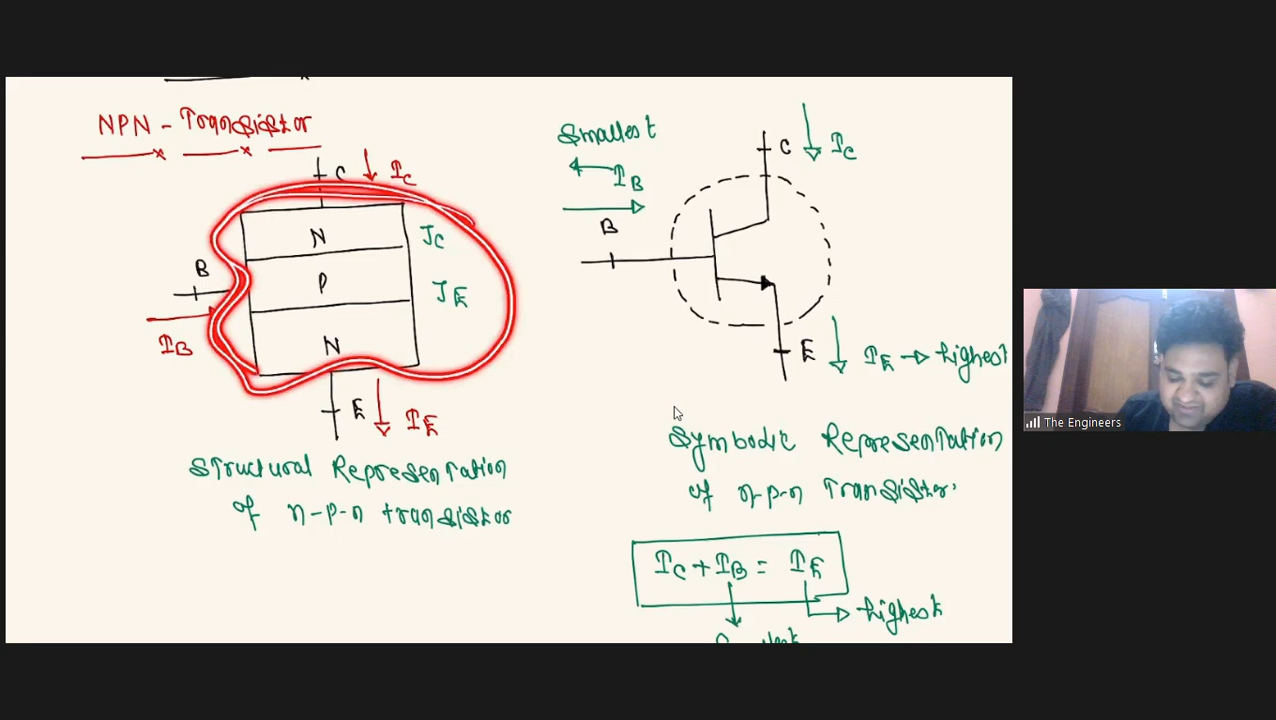 NPN - Transistor
C
IC
N
JC
B
P
JE
IB
N
E
IE
Structural Representation
of n-p-n transistor
Smallest
IB
B
C
IC
E
IE → highest
Symbolic Representation
of n-p-n Transistor.
IC + IB = IE
highest
The Engineers